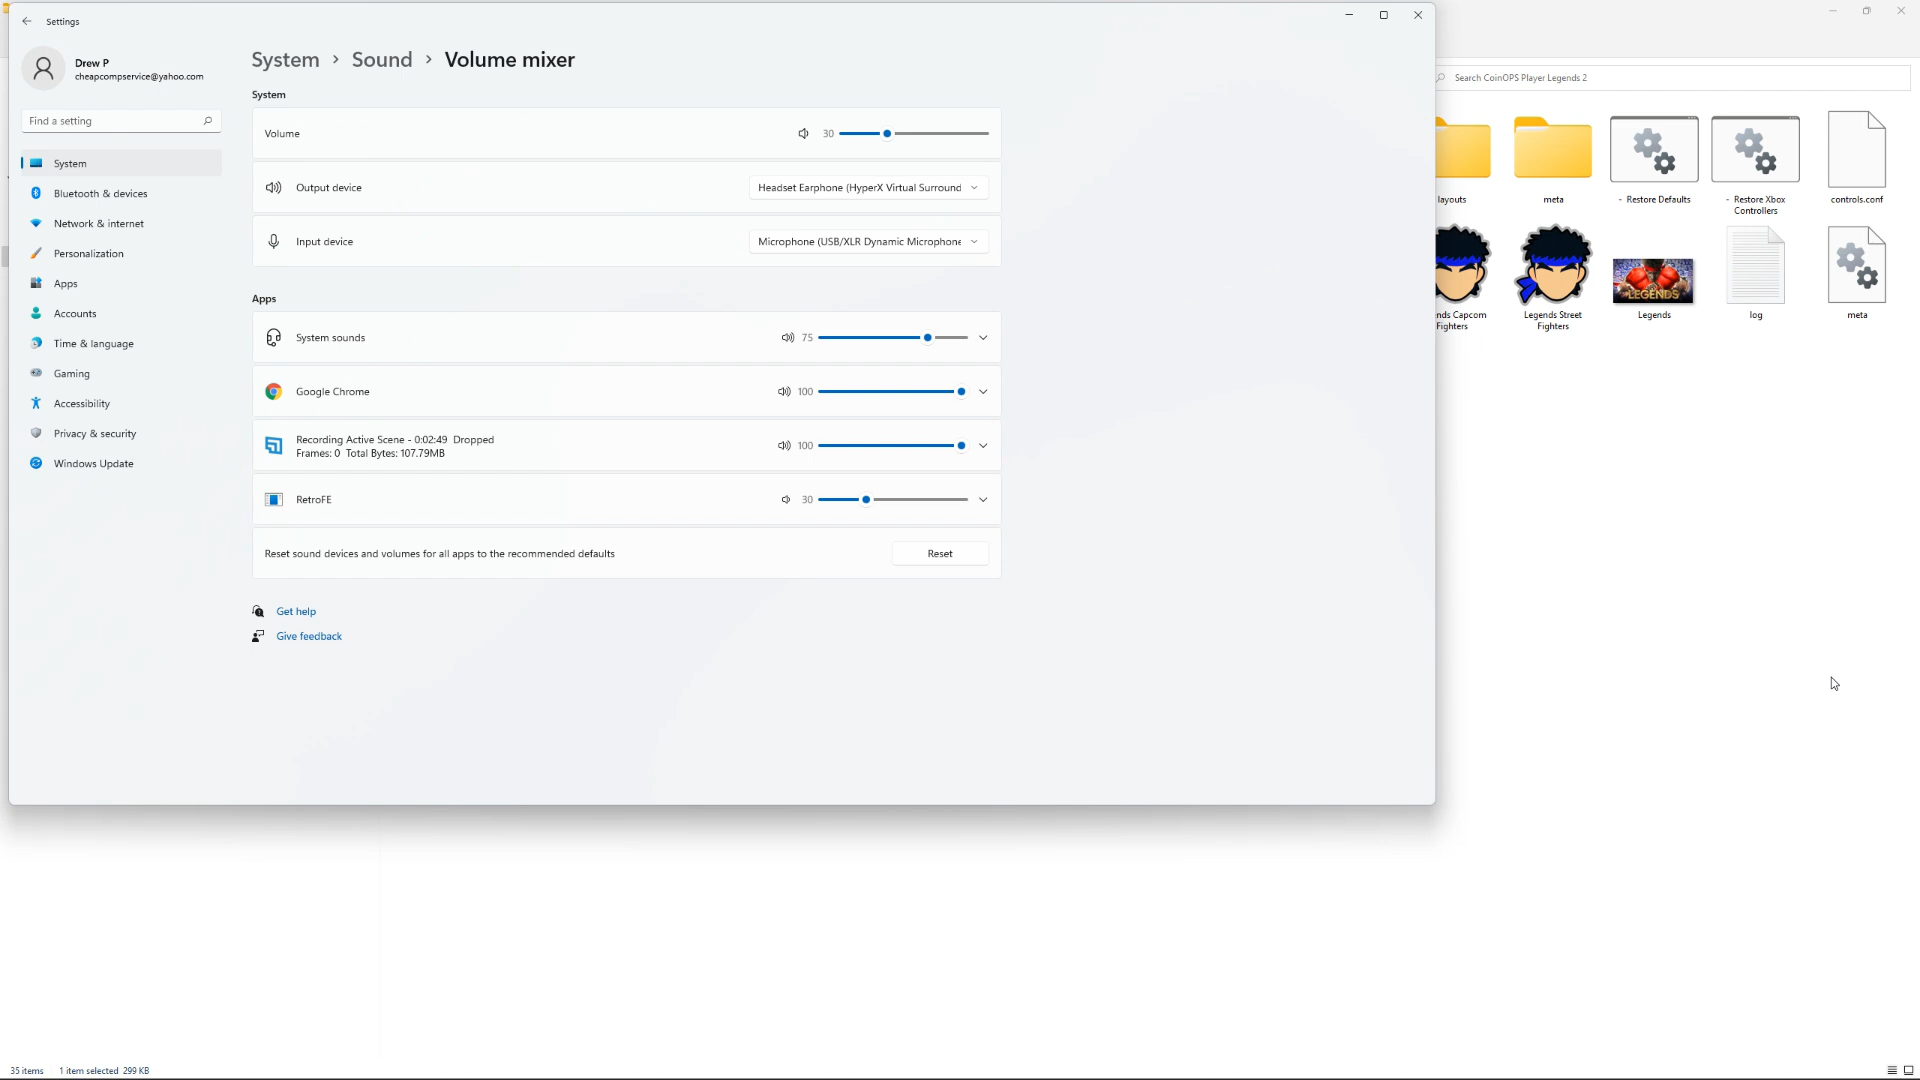 Settings
Drew P
cheapcompservice@yahoo.com
Find a setting
System
Bluetooth & devices
Network & internet
Personalization
Apps
Accounts
Time & language
Gaming
Accessibility
Privacy & security
Windows Update
System > Sound > Volume mixer
System
Volume 30
Output device Headset Earphone (HyperX Virtual Surround
Input device Microphone (USB/XLR Dynamic Microphone
Apps
System sounds 75
Google Chrome 100
Recording Active Scene - 0:02:49 Dropped
Frames: 0 Total Bytes: 107.79MB 100
RetroFE 30
Reset sound devices and volumes for all apps to the recommended defaults Reset
Get help
Give feedback
Search CoinOPS Player Legends 2
layouts
meta
- Restore Defaults
- Restore Xbox
Controllers
controls.conf
nds Capcom
Fighters
Legends Street
Fighters
LEGENDS
Legends
log
meta
35 items 1 item selected 299 KB